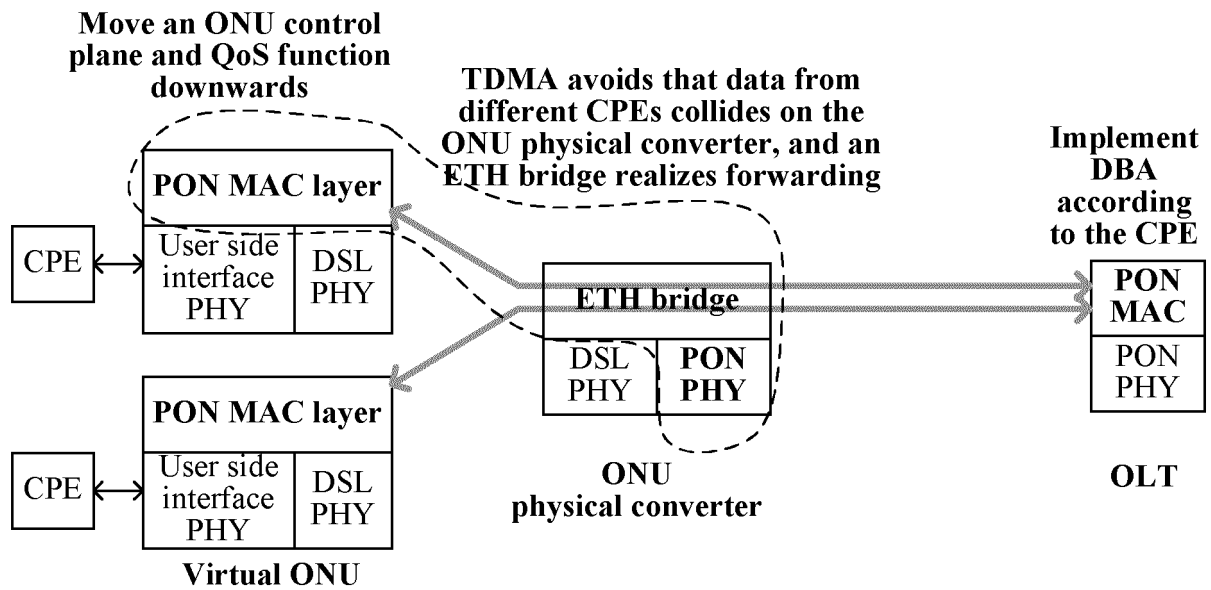 Move an ONU control
plane and QoS function
downwards
TDMA avoids that data from
different CPEs collides on the
ONU physical converter, and an
ETH bridge realizes forwarding
Implement
DBA
according
to the CPE
PON MAC layer
CPE
User side
interface
PHY
DSL
PHY
ETH bridge
DSL
PHY
PON
PHY
PON
MAC
PON
PHY
PON MAC layer
CPE
User side
interface
PHY
DSL
PHY
Virtual ONU
ONU
physical converter
OLT